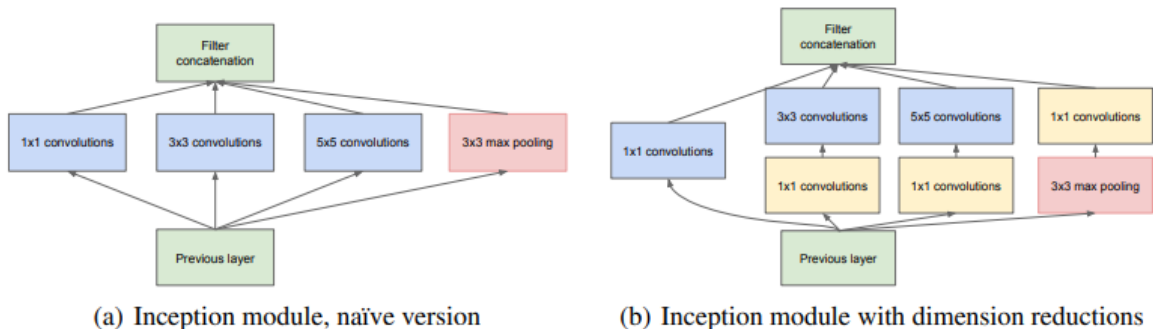 Filter
concatenation
1x1 convolutions
3x3 convolutions
5x5 convolutions
3x3 max pooling
Previous layer
(a) Inception module, naïve version
Filter
concatenation
3x3 convolutions
5x5 convolutions
1x1 convolutions
1x1 convolutions
1x1 convolutions
1x1 convolutions
3x3 max pooling
Previous layer
(b) Inception module with dimension reductions